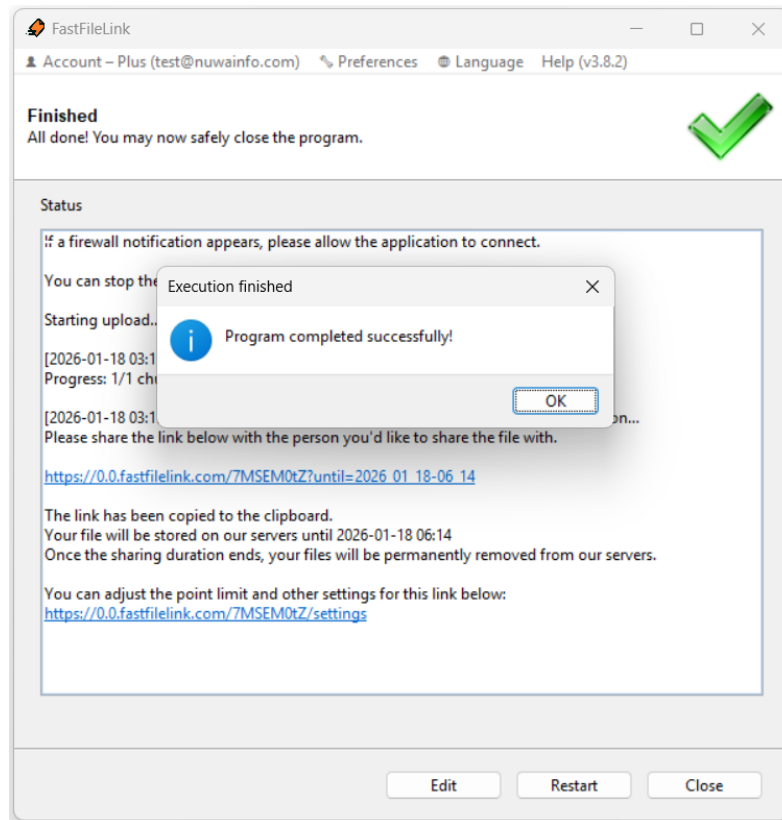 FastFileLink
Account – Plus (test@nuwainfo.com) Preferences Language Help (v3.8.2)
Finished
All done! You may now safely close the program.
Status
If a firewall notification appears, please allow the application to connect.
You can stop the
Execution finished
Starting upload..
Program completed successfully!
[2026-01-18 03:1
Progress: 1/1 chu
OK
[2026-01-18 03:1 on...
Please share the link below with the person you'd like to share the file with.
https://0.0.fastfilelink.com/7MSEM0tZ?until=2026_01_18-06_14
The link has been copied to the clipboard.
Your file will be stored on our servers until 2026-01-18 06:14
Once the sharing duration ends, your files will be permanently removed from our servers.
You can adjust the point limit and other settings for this link below:
https://0.0.fastfilelink.com/7MSEM0tZ/settings
Edit Restart Close